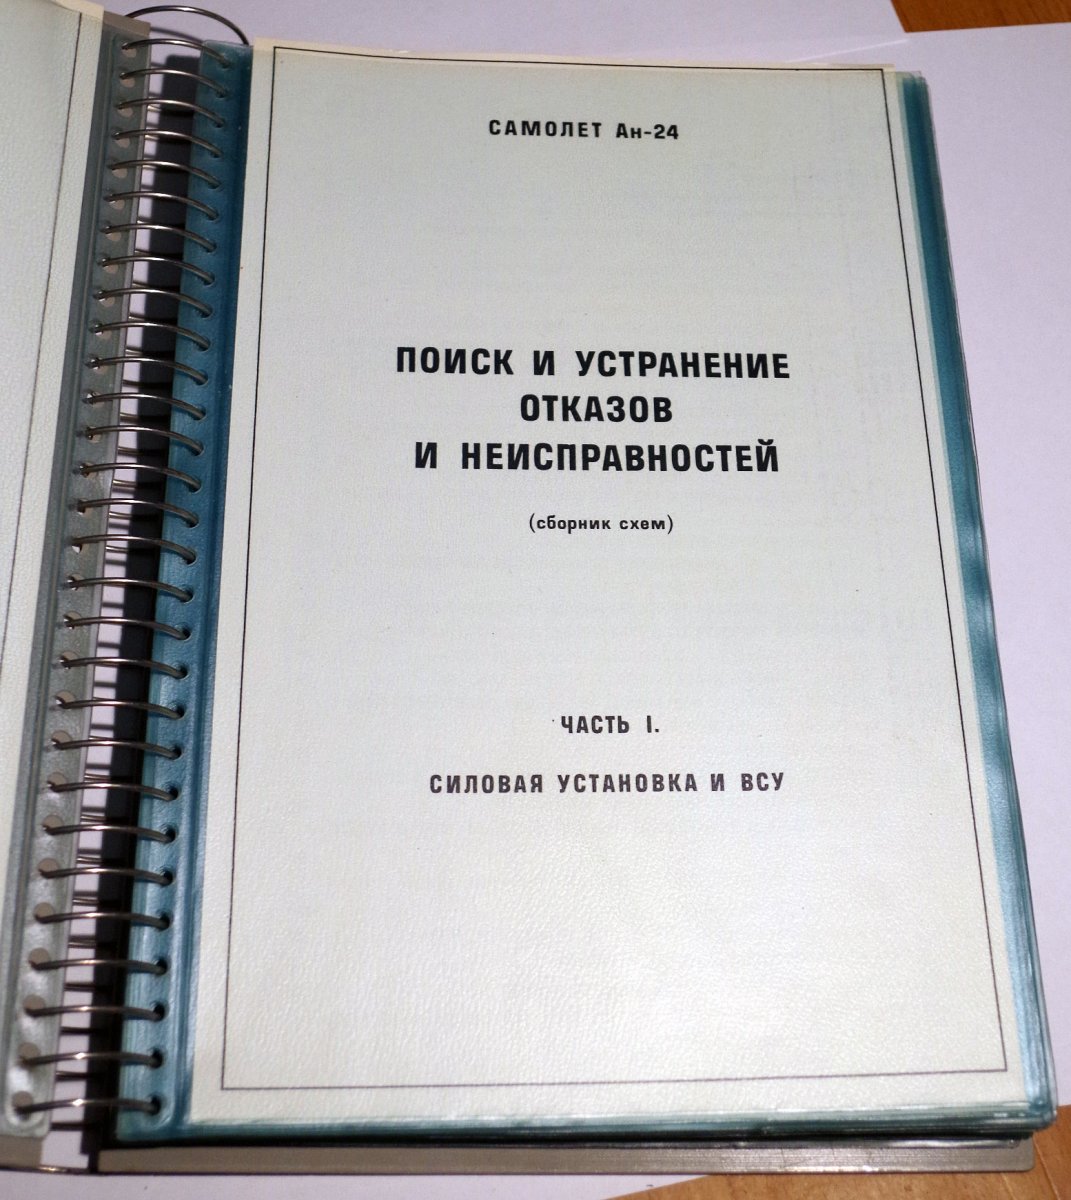 САМОЛЕТ Ан-24
ПОИСК И УСТРАНЕНИЕ
ОТКАЗОВ
И НЕИСПРАВНОСТЕЙ
(сборник схем)
ЧАСТЬ I.
СИЛОВАЯ УСТАНОВКА И ВСУ